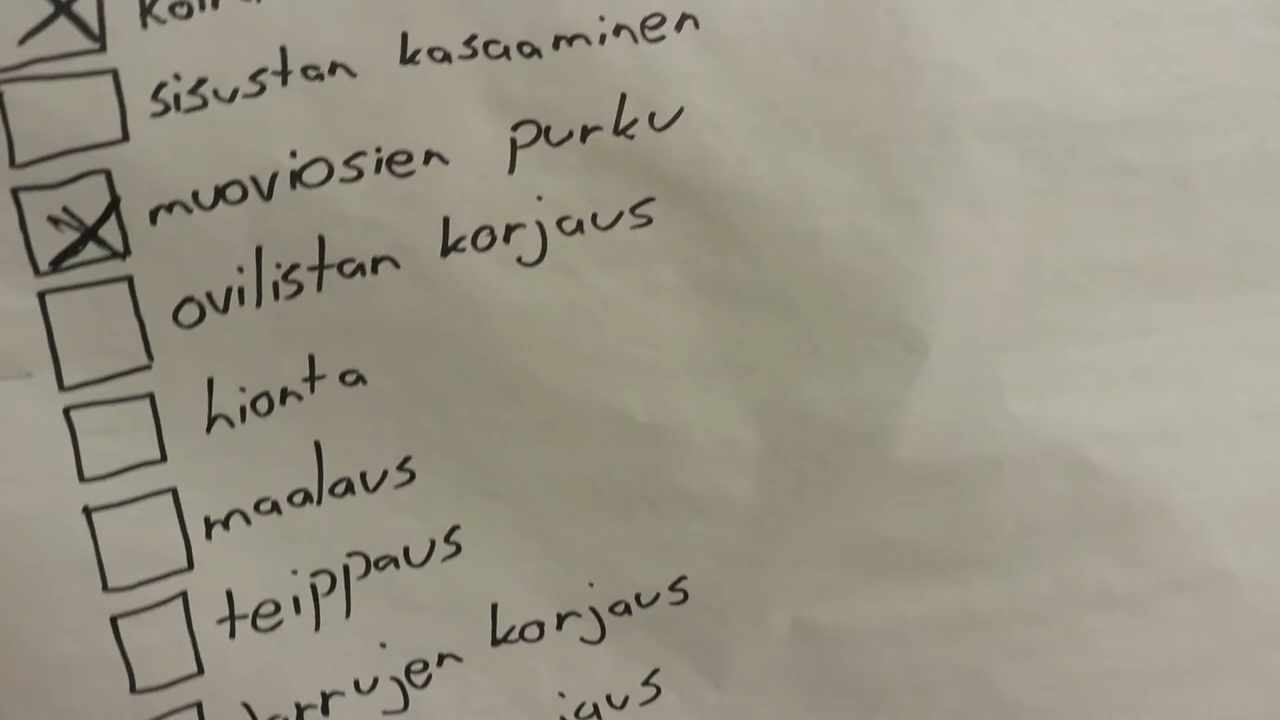 sisustan kasaaminen
muoviosien purku
ovilistan korjaus
hionta
maalaus
teippaus
korjaus